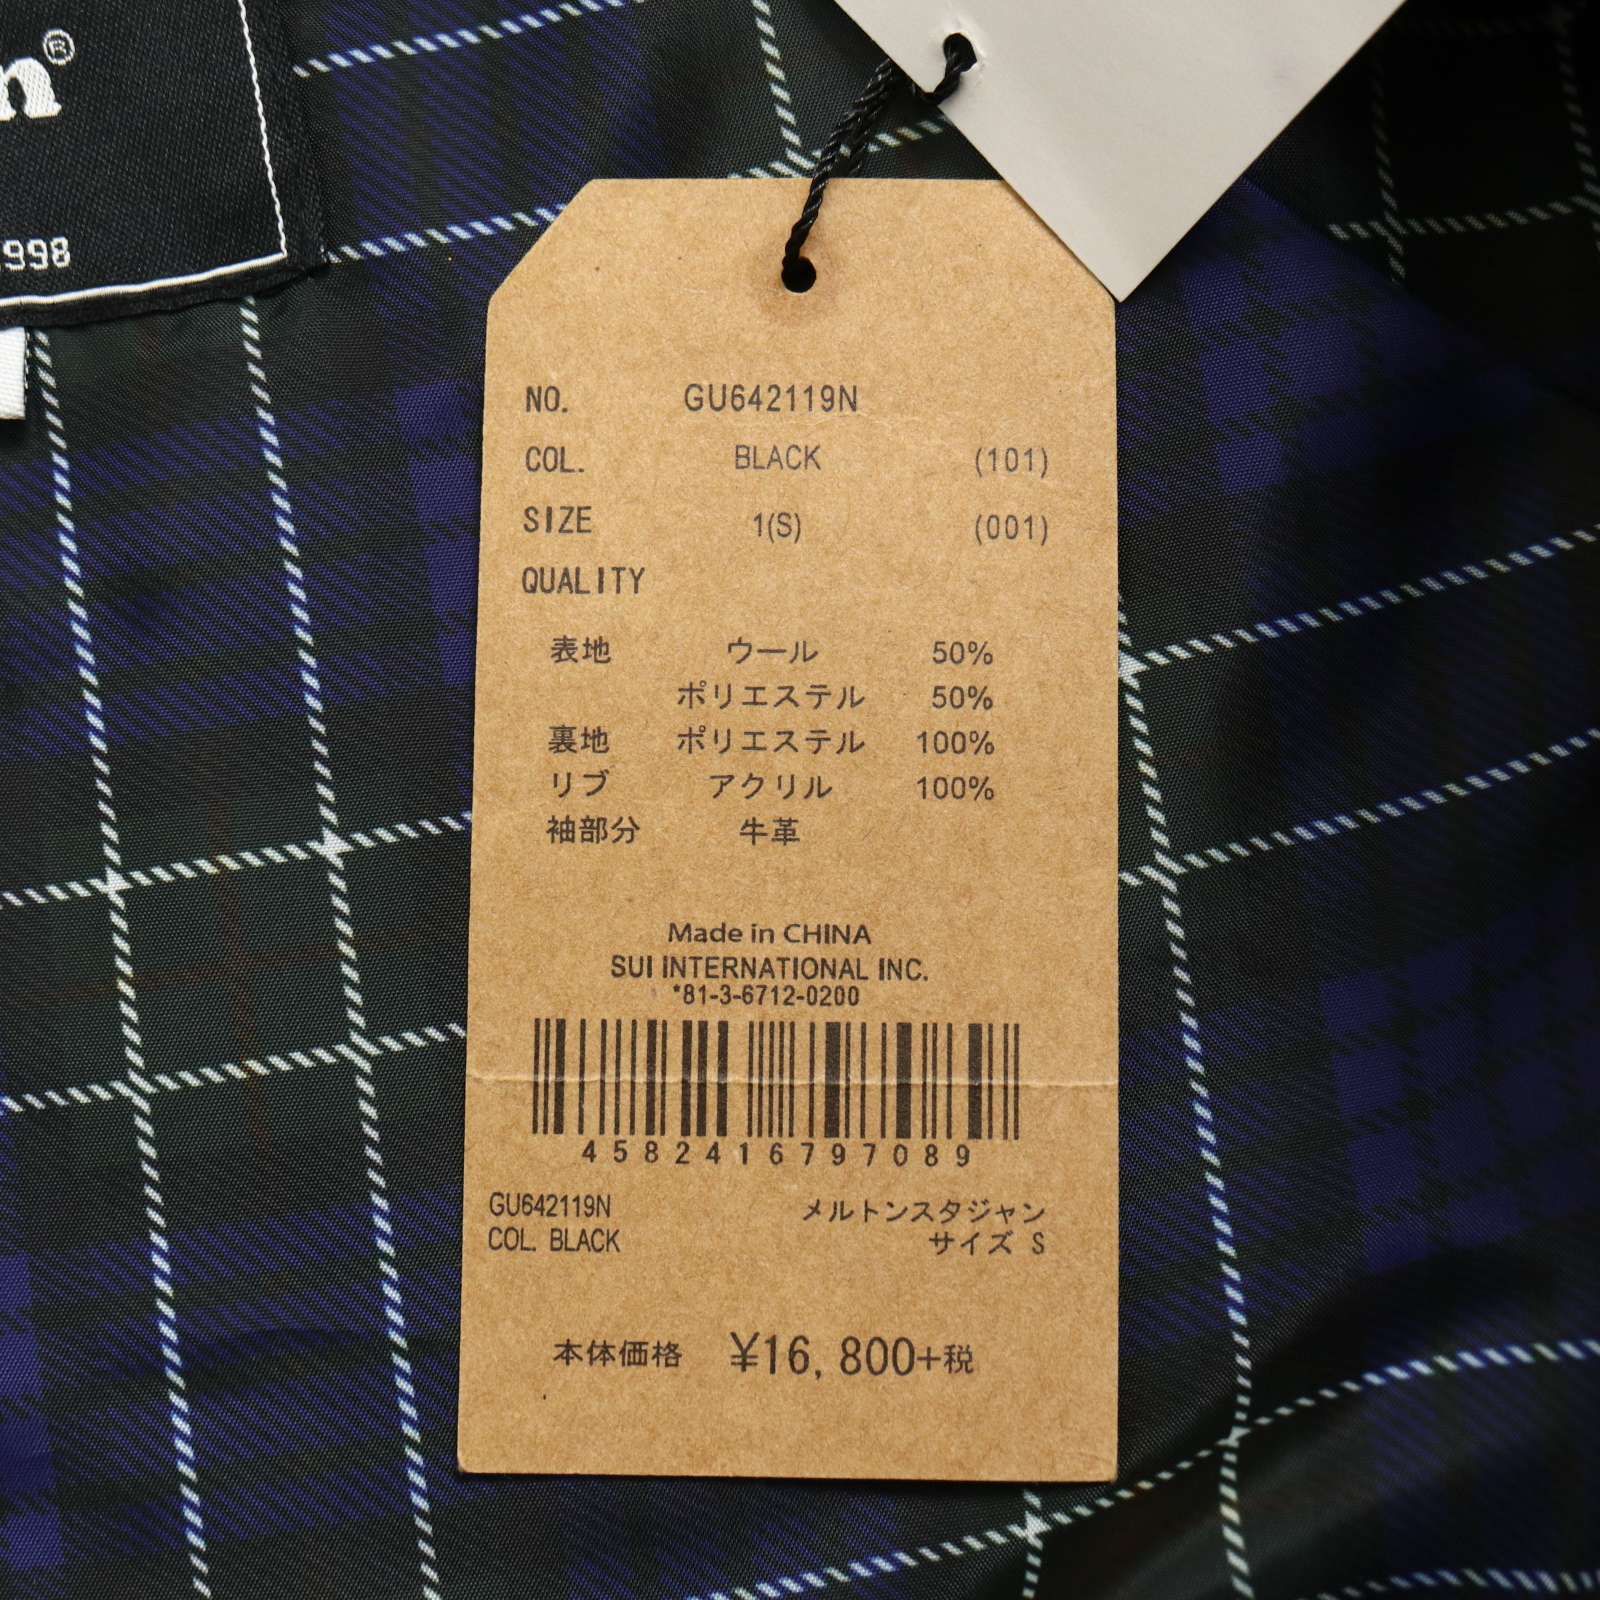 n®
1998
NO. GU642119N
COL. BLACK (101)
SIZE 1(S) (001)
QUALITY
表地 ウール 50%
ポリエステル 50%
裏地 ポリエステル 100%
リブ アクリル 100%
袖部分 牛革
Made in CHINA
SUI INTERNATIONAL INC.
*81-3-6712-0200
4582416797089
GU642119N メルトンスタジャン
COL. BLACK サイズ S
本体価格 ¥16,800+税